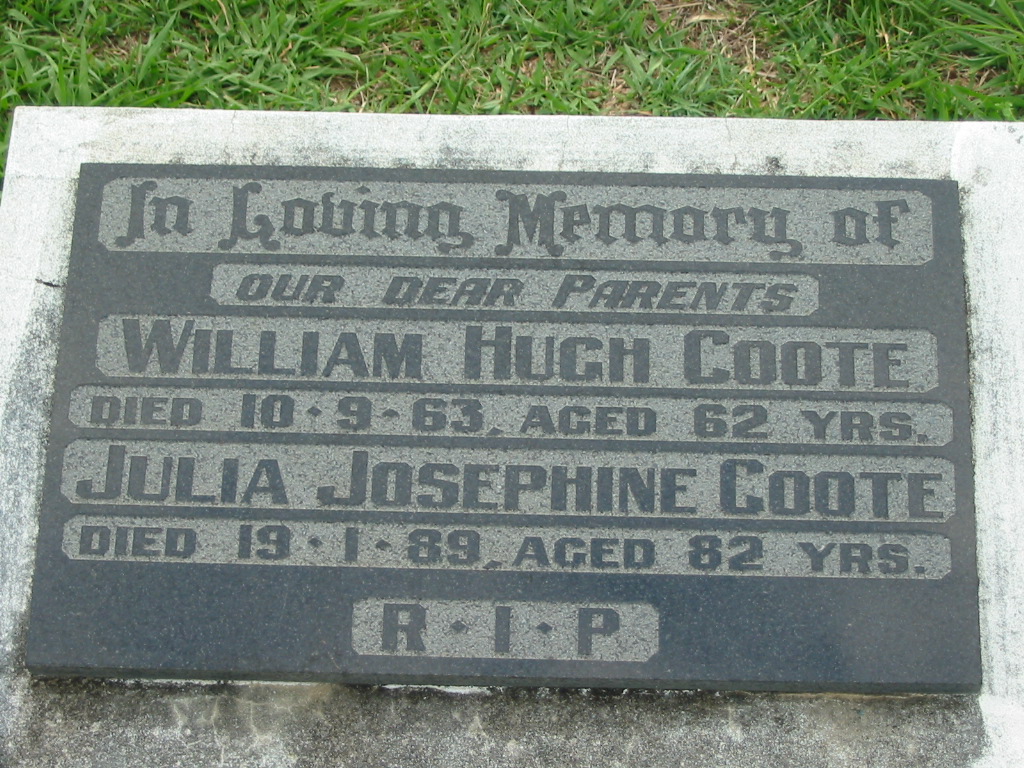 In Loving Memory of
OUR DEAR PARENTS
WILLIAM HUGH COOTE
DIED 10·9·63, AGED 62 YRS.
JULIA JOSEPHINE COOTE
DIED 19·1·89, AGED 82 YRS.
R·I·P